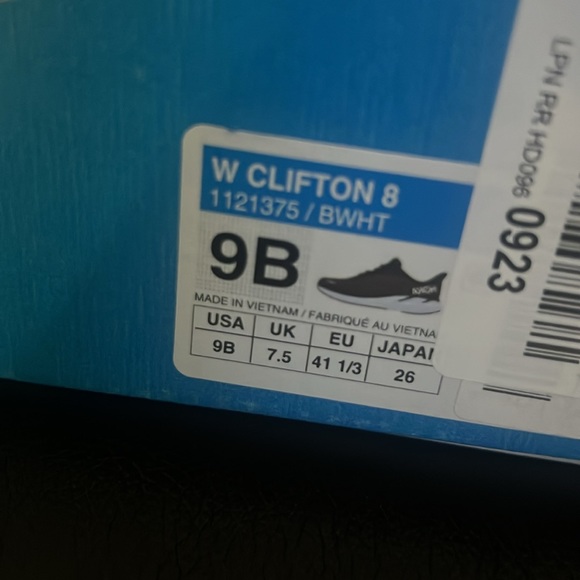 W CLIFTON 8
1121375 / BWHT
9B
MADE IN VIETNAM / FABRIQUÉ AU VIETNA
USA UK EU JAPAN
9B 7.5 41 1/3 26
LPN RR HD096 0923